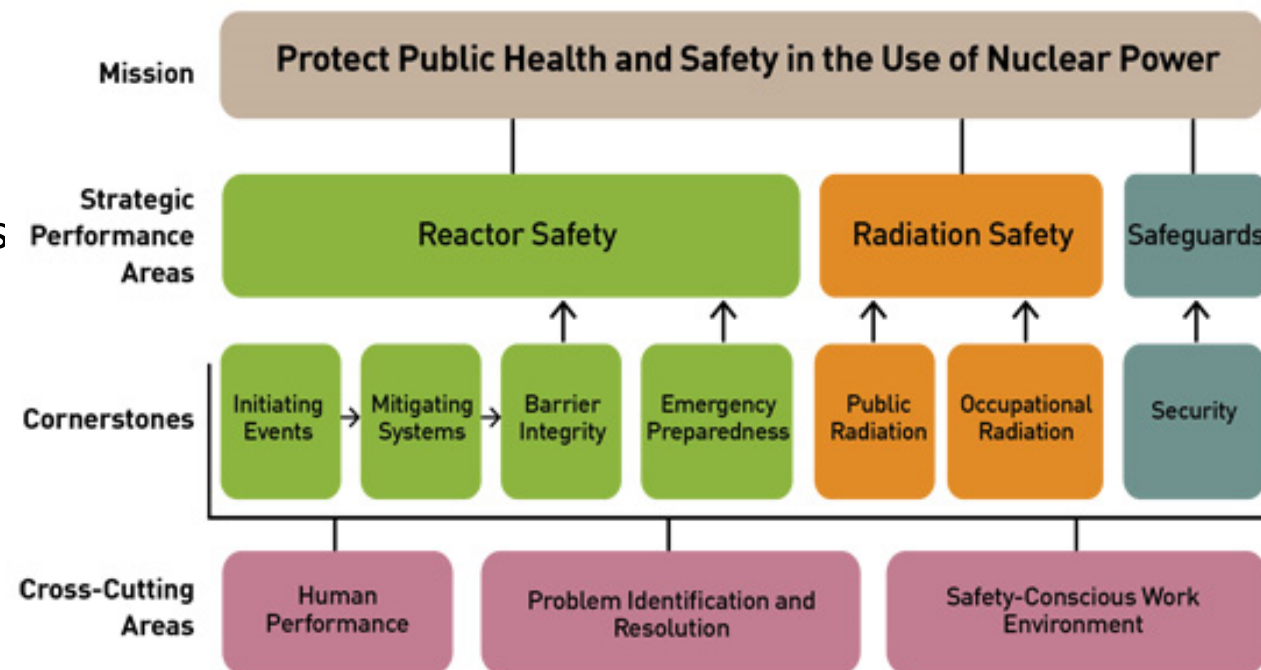 Mission
Protect Public Health and Safety in the Use of Nuclear Power
Strategic
Performance
Areas
s
Reactor Safety
Radiation Safety
Safeguards
Cornerstones
Initiating
Events
Mitigating
Systems
Barrier
Integrity
Emergency
Preparedness
Public
Radiation
Occupational
Radiation
Security
Cross-Cutting
Areas
Human
Performance
Problem Identification and
Resolution
Safety-Conscious Work
Environment